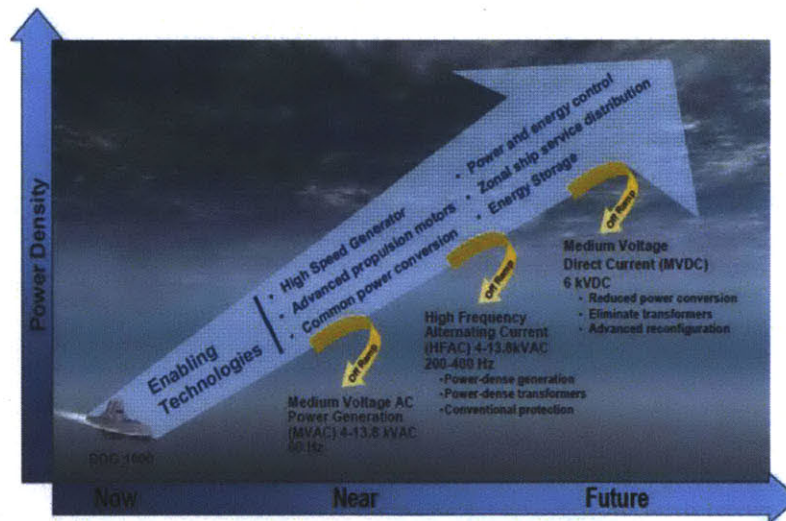 Power Density
Enabling
Technologies
• High Speed Generator
• Advanced propulsion motors
• Common power conversion
• Power and energy control
• Zonal ship service distribution
• Energy Storage
Off Ramp
Medium Voltage AC
Power Generation
(MVAC) 4-13.8 kVAC
60 Hz
Off Ramp
High Frequency
Alternating Current
(HFAC) 4-13.8kVAC
200-400 Hz
•Power-dense generation
•Power-dense transformers
•Conventional protection
Off Ramp
Medium Voltage
Direct Current (MVDC)
6 kVDC
• Reduced power conversion
• Eliminate transformers
• Advanced reconfiguration
DDG 1000
Now
Near
Future